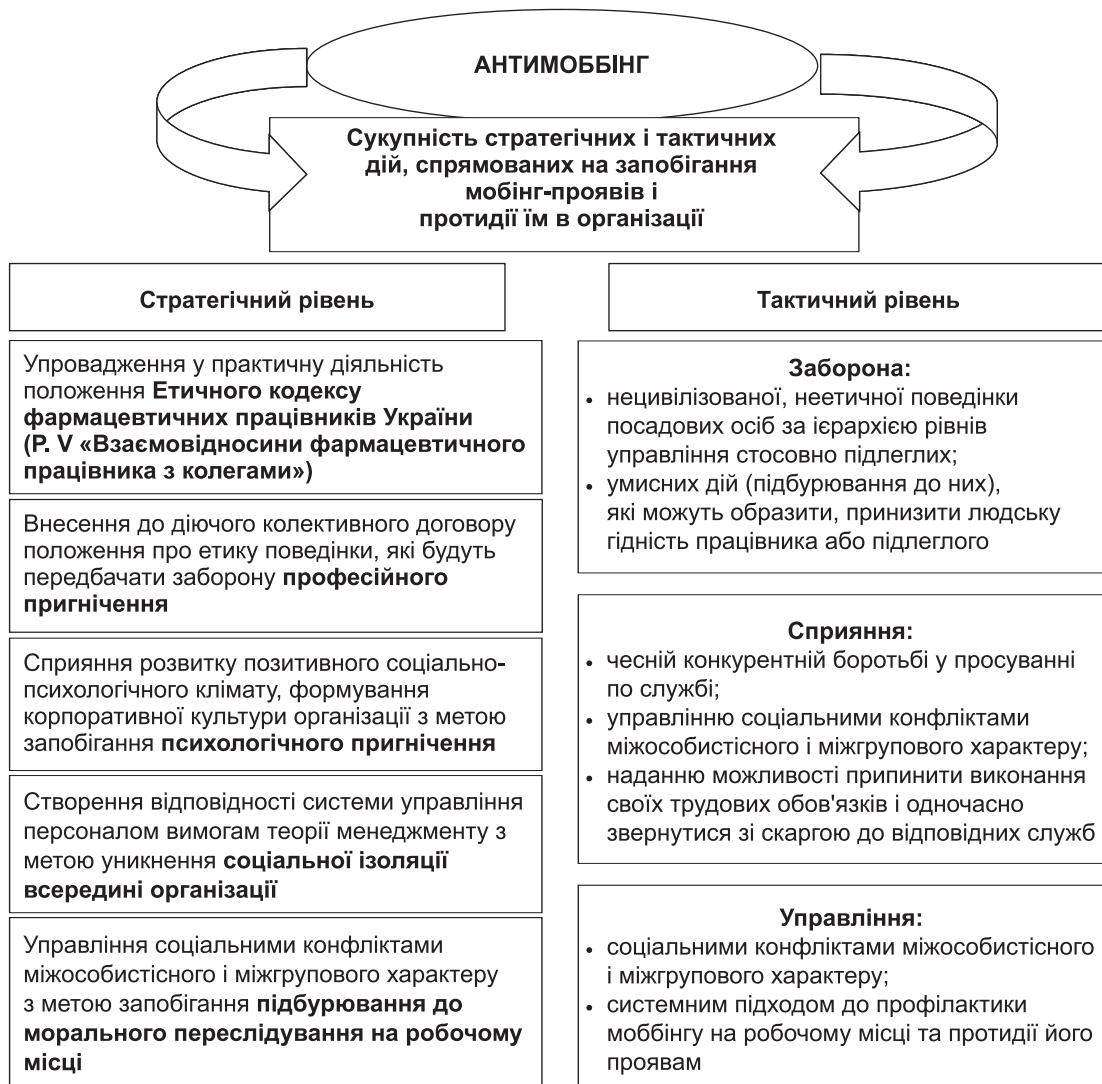 АНТИМОББІНГ
Сукупність стратегічних і тактичних
дій, спрямованих на запобігання
мобінг-проявів і
протидії їм в організації
Стратегічний рівень
Упровадження у практичну діяльність
положення Етичного кодексу
фармацевтичних працівників України
(Р. V «Взаємовідносини фармацевтичного
працівника з колегами»)
Внесення до діючого колективного договору
положення про етику поведінки, які будуть
передбачати заборону професійного
пригнічення
Сприяння розвитку позитивного соціально-
психологічного клімату, формування
корпоративної культури організації з метою
запобігання психологічного пригнічення
Створення відповідності системи управління
персоналом вимогам теорії менеджменту з
метою уникнення соціальної ізоляції
всередині організації
Управління соціальними конфліктами
міжособистісного і міжгрупового характеру
з метою запобігання підбурювання до
морального переслідування на робочому
місці
Тактичний рівень
Заборона:
• нецивілізованої, неетичної поведінки
посадових осіб за ієрархією рівнів
управління стосовно підлеглих;
• умисних дій (підбурювання до них),
які можуть образити, принизити людську
гідність працівника або підлеглого
Сприяння:
• чесній конкурентній боротьбі у просуванні
по службі;
• управлінню соціальними конфліктами
міжособистісного і міжгрупового характеру;
• наданню можливості припинити виконання
своїх трудових обов'язків і одночасно
звернутися зі скаргою до відповідних служб
Управління:
• соціальними конфліктами міжособистісного
і міжгрупового характеру;
• системним підходом до профілактики
моббінгу на робочому місці та протидії його
проявам